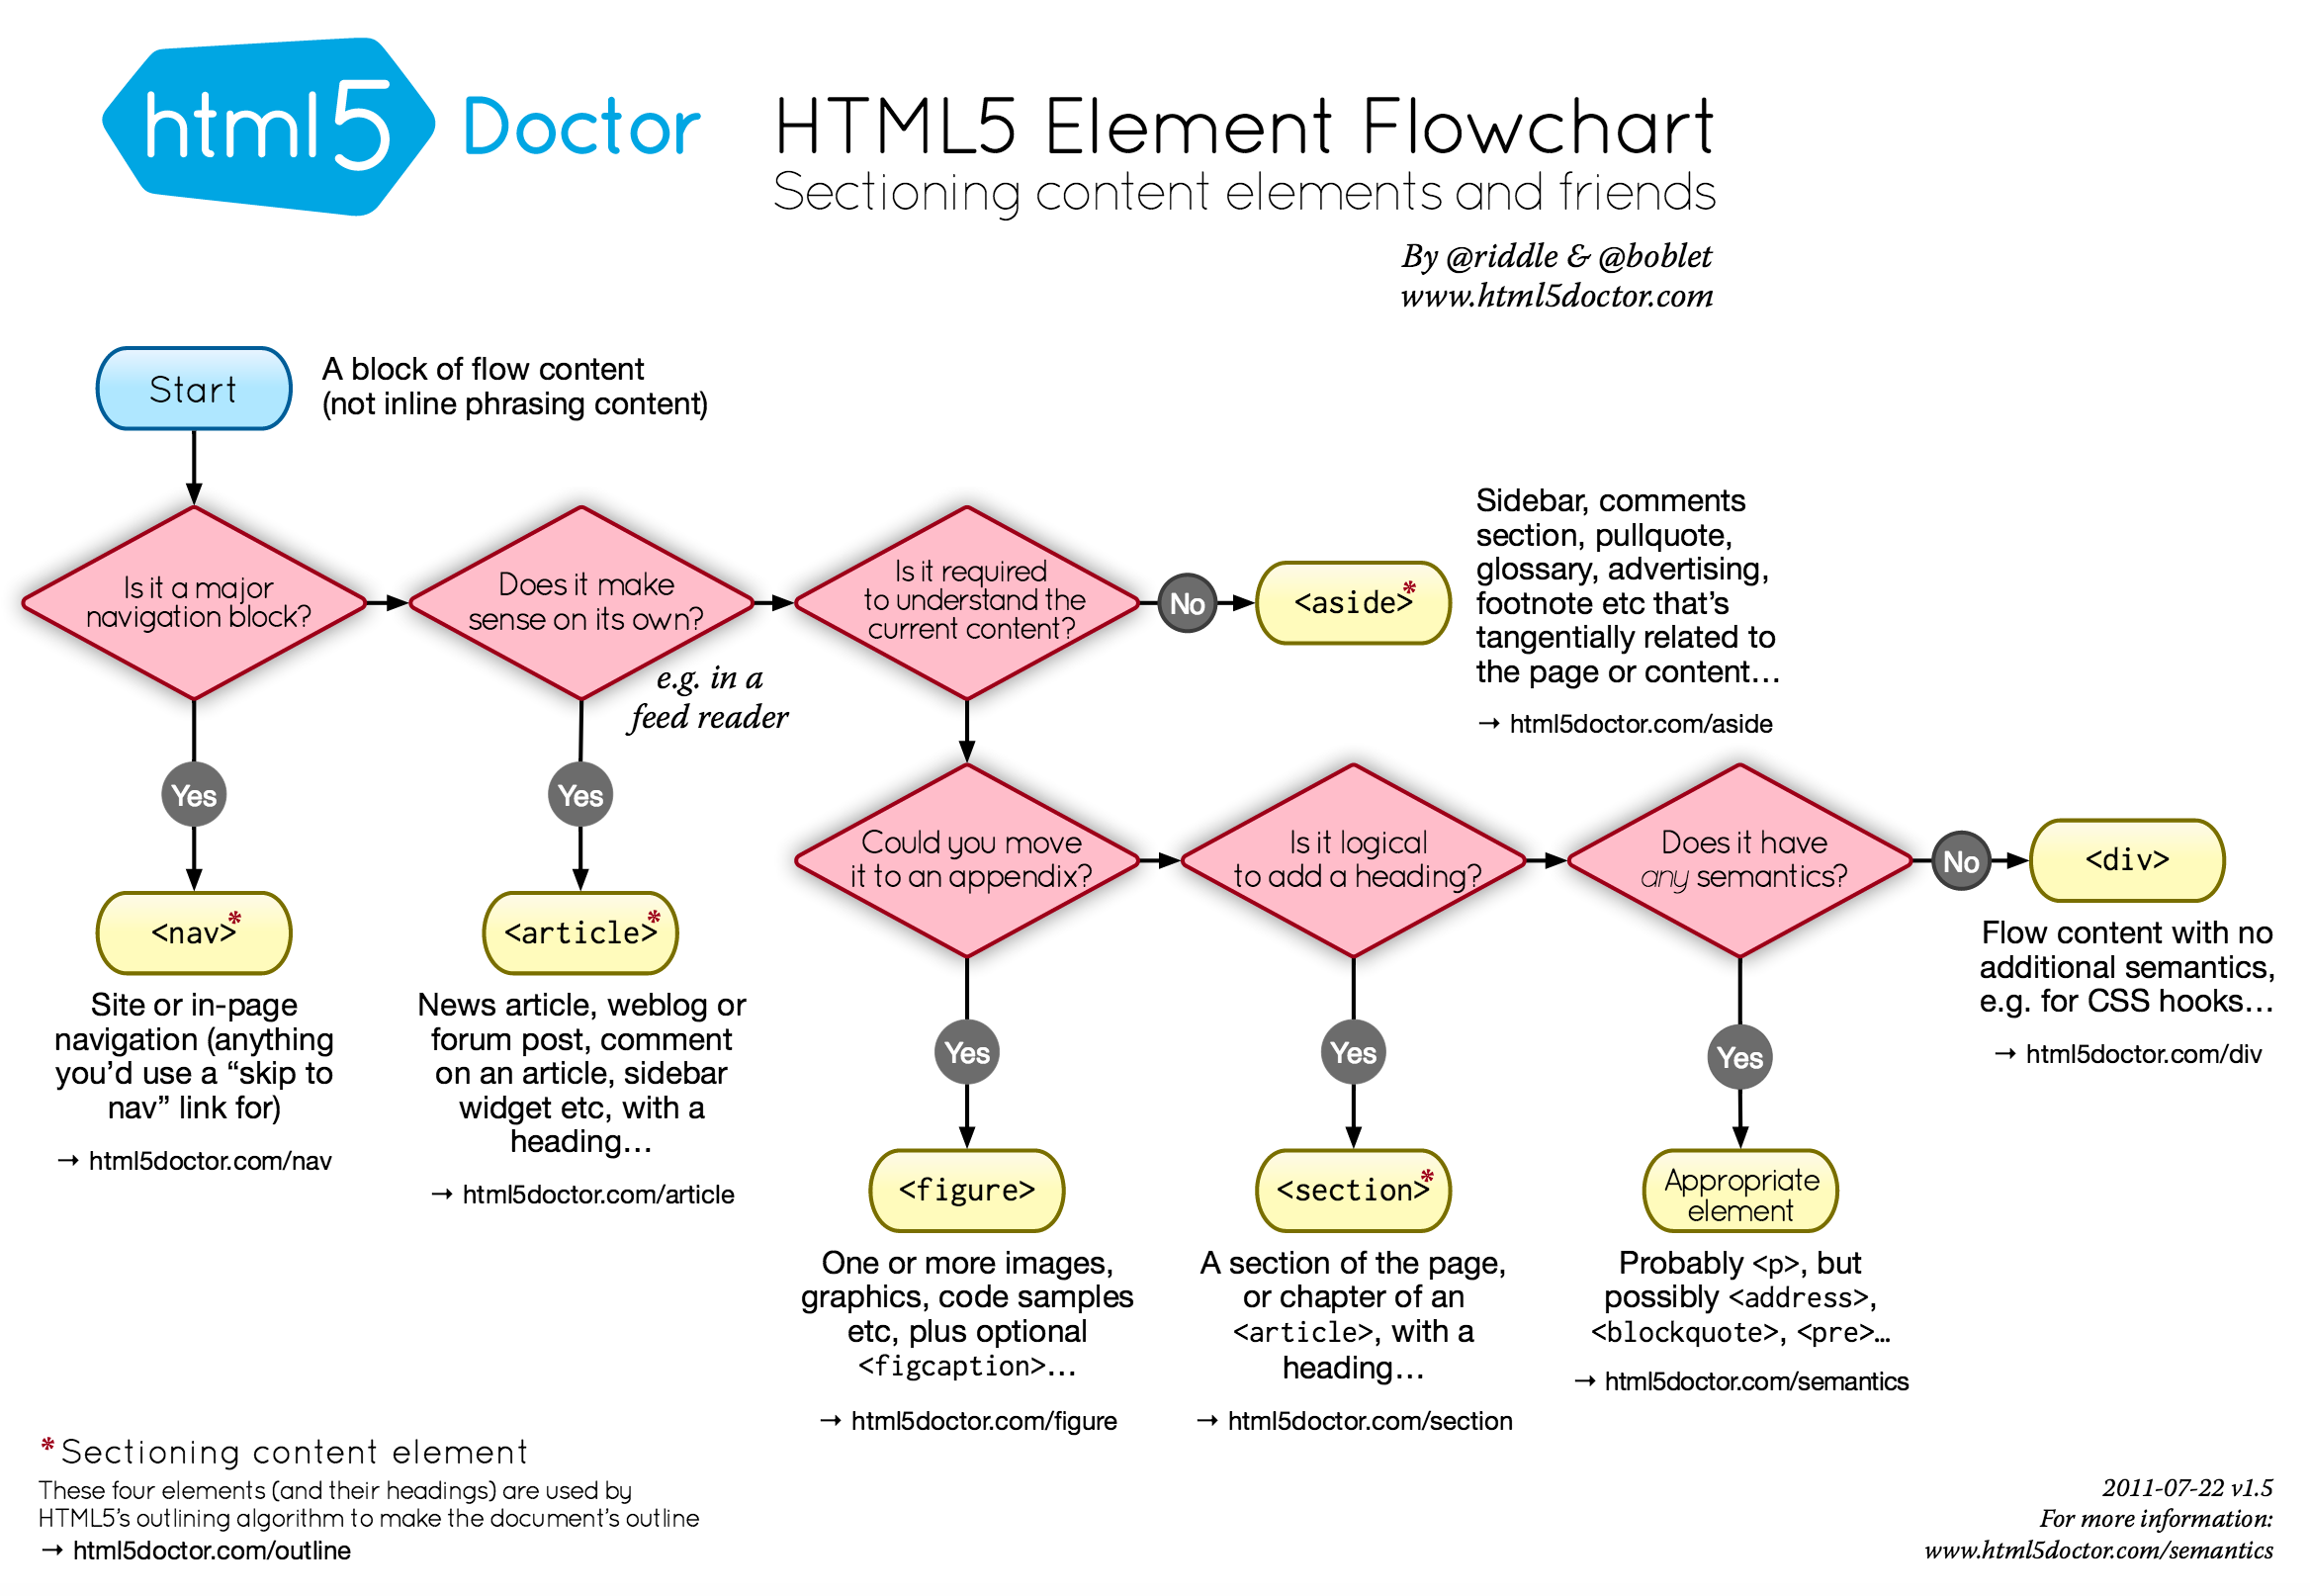 html5 Doctor
HTML5 Element Flowchart
Sectioning content elements and friends
By @riddle & @boblet
www.html5doctor.com
Start
A block of flow content
(not inline phrasing content)
Is it a major
navigation block?
Does it make
sense on its own?
e.g. in a
feed reader
Is it required
to understand the
current content?
No
<aside>*
Sidebar, comments
section, pullquote,
glossary, advertising,
footnote etc that’s
tangentially related to
the page or content…
→ html5doctor.com/aside
Yes
<nav>*
Site or in-page
navigation (anything
you’d use a “skip to
nav” link for)
→ html5doctor.com/nav
Yes
<article>*
News article, weblog or
forum post, comment
on an article, sidebar
widget etc, with a
heading…
→ html5doctor.com/article
Could you move
it to an appendix?
Is it logical
to add a heading?
Does it have
any semantics?
No
<div>
Flow content with no
additional semantics,
e.g. for CSS hooks…
→ html5doctor.com/div
Yes
<figure>
One or more images,
graphics, code samples
etc, plus optional
<figcaption>…
→ html5doctor.com/figure
Yes
<section>*
A section of the page,
or chapter of an
<article>, with a
heading…
→ html5doctor.com/section
Yes
Appropriate
element
Probably <p>, but
possibly <address>,
<blockquote>, <pre>…
→ html5doctor.com/semantics
*Sectioning content element
These four elements (and their headings) are used by
HTML5’s outlining algorithm to make the document’s outline
→ html5doctor.com/outline
2011-07-22 v1.5
For more information:
www.html5doctor.com/semantics